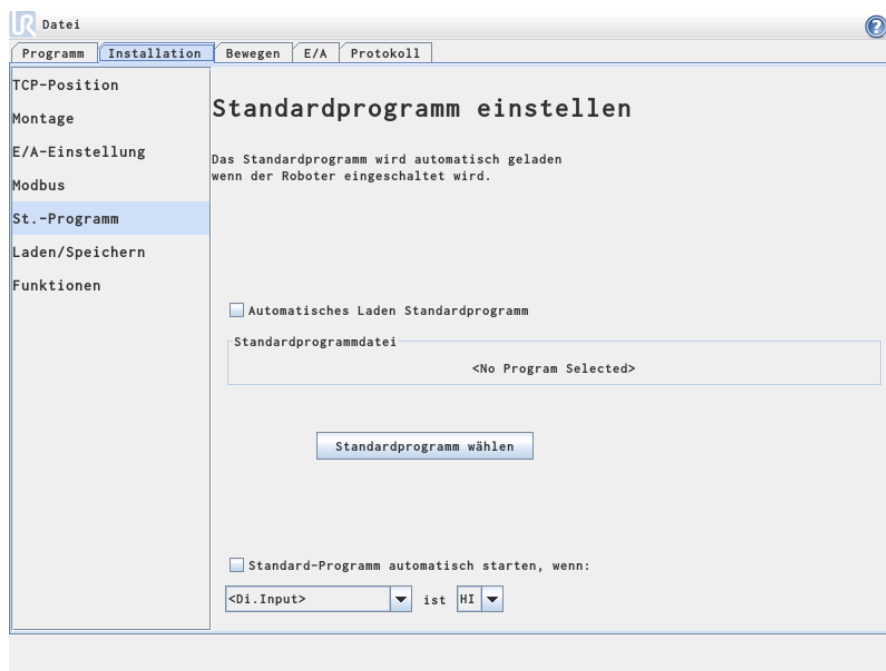 UR Datei
Programm Installation Bewegen E/A Protokoll
TCP-Position
Montage
E/A-Einstellung
Modbus
St.-Programm
Laden/Speichern
Funktionen
Standardprogramm einstellen
Das Standardprogramm wird automatisch geladen
wenn der Roboter eingeschaltet wird.
Automatisches Laden Standardprogramm
Standardprogrammdatei
<No Program Selected>
Standardprogramm wählen
Standard-Programm automatisch starten, wenn:
<Di.Input> ist HI
?